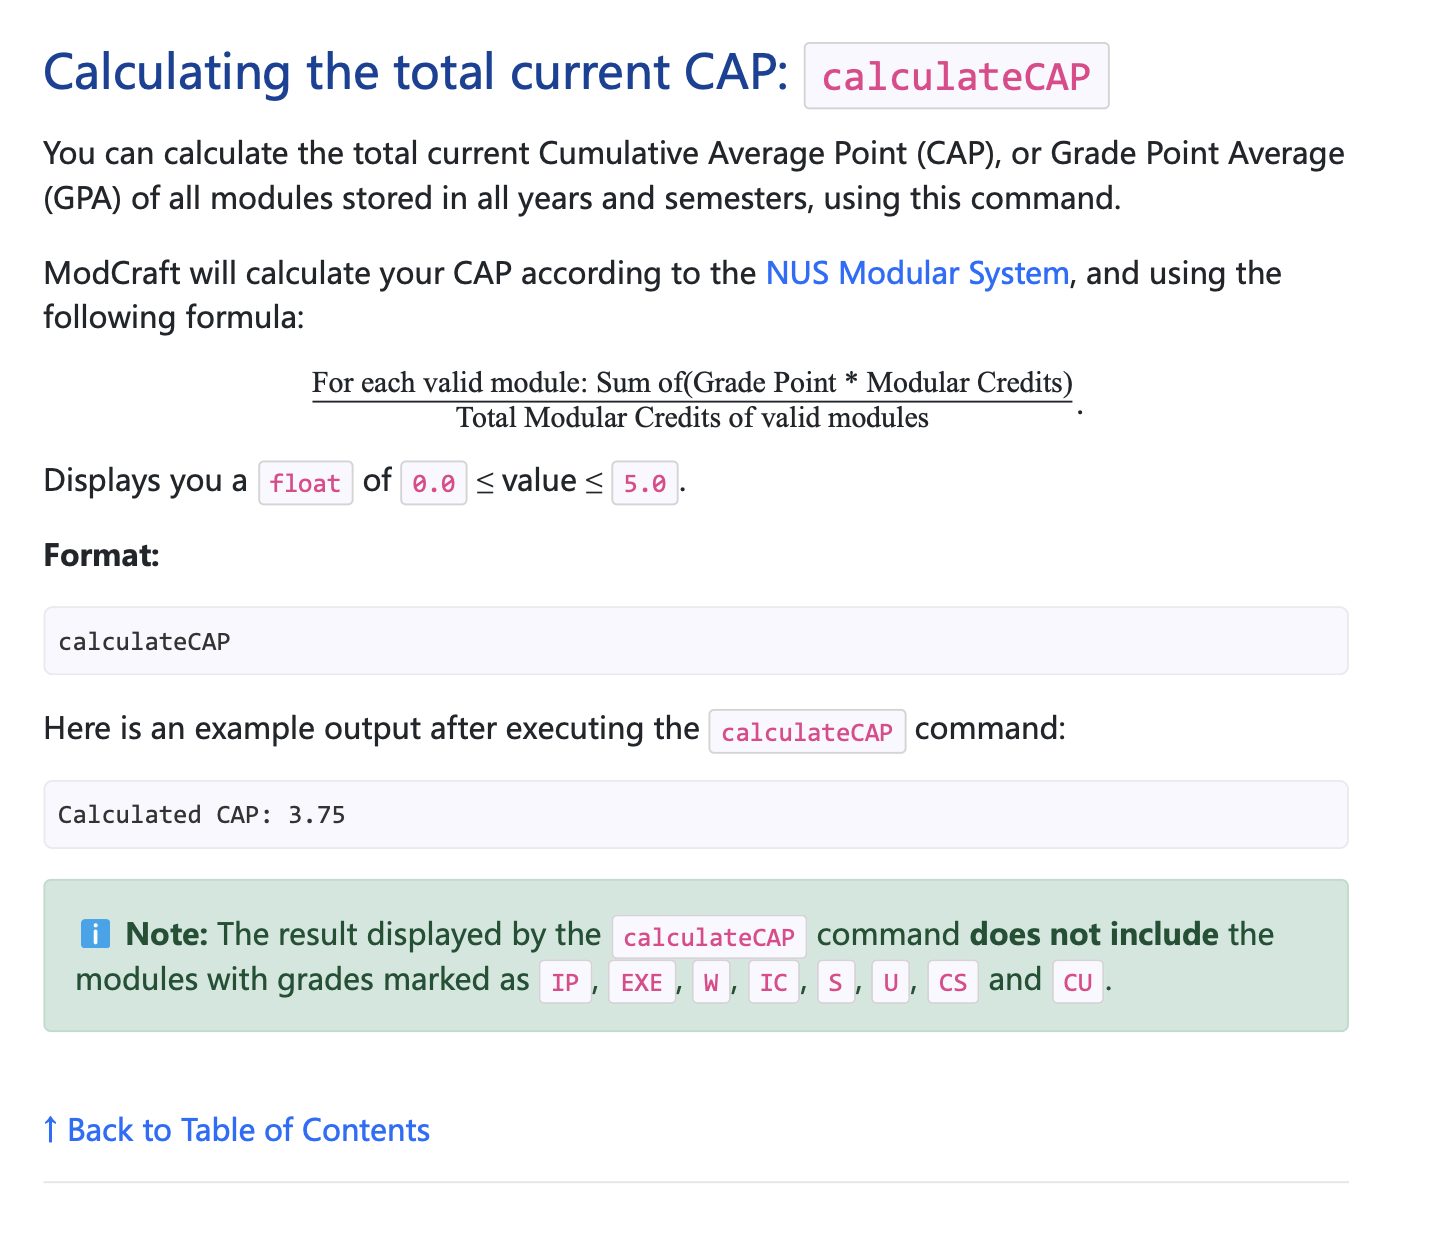 Calculating the total current CAP: calculateCAP
You can calculate the total current Cumulative Average Point (CAP), or Grade Point Average
(GPA) of all modules stored in all years and semesters, using this command.
ModCraft will calculate your CAP according to the NUS Modular System, and using the
following formula:
For each valid module: Sum of(Grade Point * Modular Credits)
Total Modular Credits of valid modules .
Displays you a float of 0.0 ≤ value ≤ 5.0.
Format:
calculateCAP
Here is an example output after executing the calculateCAP command:
Calculated CAP: 3.75
ℹ️ Note: The result displayed by the calculateCAP command does not include the
modules with grades marked as IP, EXE, W, IC, S, U, CS and CU.
↑ Back to Table of Contents